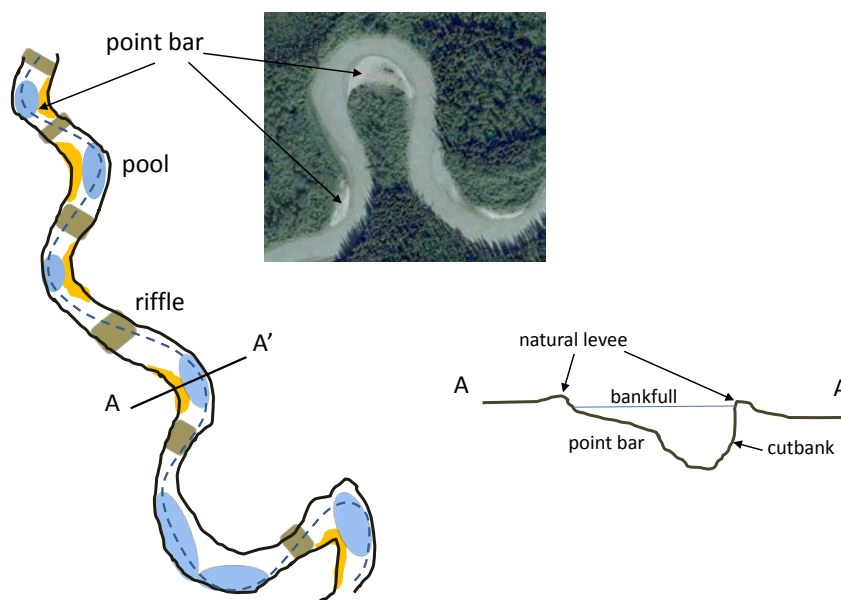 point bar
pool
riffle
A'
A
natural levee
A
bankfull
A
point bar
cutbank